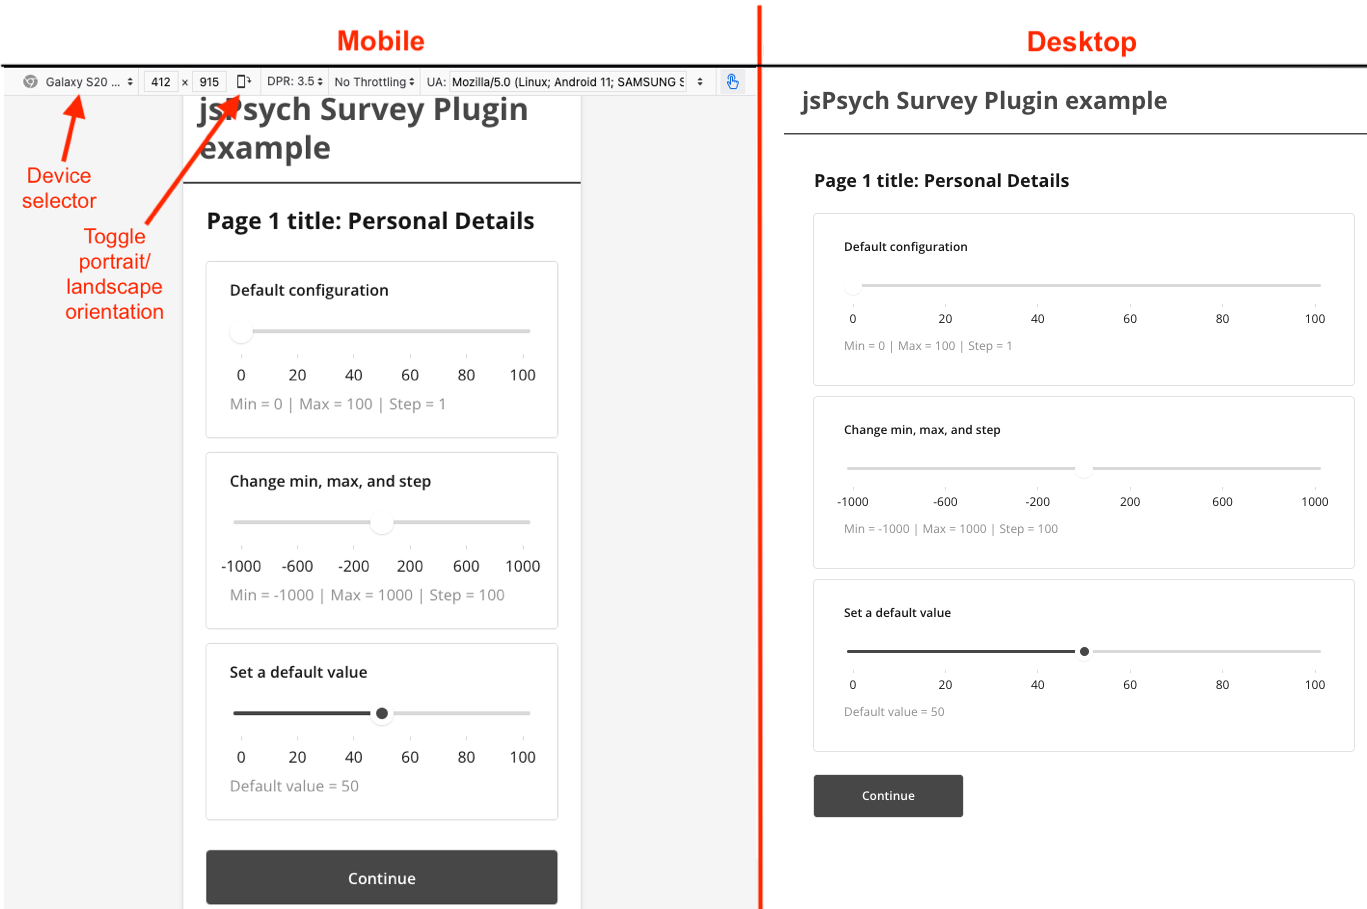 Mobile
Galaxy S20 ... 412 x 915 DPR: 3.5 No Throttling UA: Mozilla/5.0 (Linux; Android 11; SAMSUNG S
Device
selector
Toggle
portrait/
landscape
orientation
jsPsych Survey Plugin
example
Page 1 title: Personal Details
Default configuration
0 20 40 60 80 100
Min = 0 | Max = 100 | Step = 1
Change min, max, and step
-1000 -600 -200 200 600 1000
Min = -1000 | Max = 1000 | Step = 100
Set a default value
0 20 40 60 80 100
Default value = 50
Continue
Desktop
jsPsych Survey Plugin example
Page 1 title: Personal Details
Default configuration
0 20 40 60 80 100
Min = 0 | Max = 100 | Step = 1
Change min, max, and step
-1000 -600 -200 200 600 1000
Min = -1000 | Max = 1000 | Step = 100
Set a default value
0 20 40 60 80 100
Default value = 50
Continue